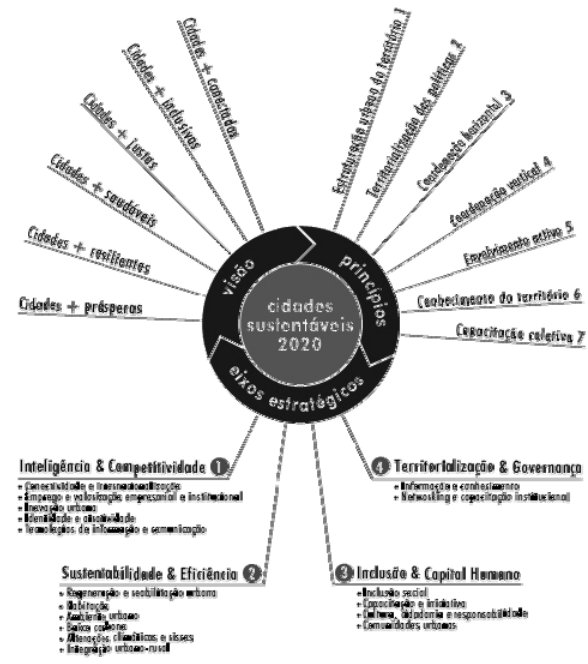 Cidades + conectadas
Cidades + inclusivas
Cidades + justas
Cidades + saudáveis
Cidades + resilientes
Cidades + prósperas
Estruturação urbana do território 1
Territorialização das políticas 2
Coordenação horizontal 3
Coordenação vertical 4
Envolvimento activo 5
Conhecimento do território 6
Capacitação coletiva 7
visão
princípios
eixos estratégicos
cidades
sustentáveis
2020
Inteligência & Competitividade 1
+ Conectividade e internacionalização
+ Emprego e valorização empresarial e institucional
+ Inovação urbana
+ Identidade e atratividade
+ Tecnologias de informação e comunicação
Sustentabilidade & Eficiência 2
+ Regeneração e reabilitação urbana
+ Habitação
+ Ambiente urbano
+ Baixo carbono
+ Alterações climáticas e riscos
+ Integração urbano-rural
3 Inclusão & Capital Humano
+ Inclusão social
+ Capacitação e iniciativa
+ Cultura, cidadania e responsabilidade
+ Comunidades urbanas
4 Territorialização & Governança
+ Informação e conhecimento
+ Networking e capacitação institucional